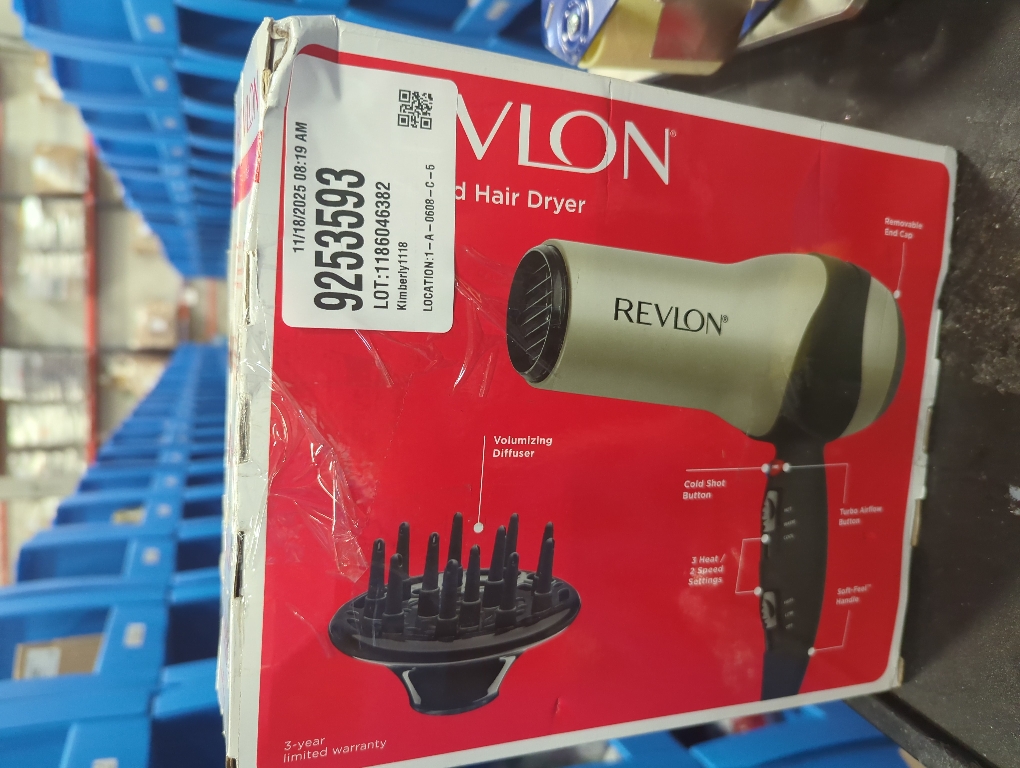 11/18/2025 08:19 AM
9253593
LOT:1186046382
Kimberly1118
LOCATION:1-A-0608-C-5
VLON®
d Hair Dryer
Removable
End Cap
REVLON®
Volumizing
Diffuser
Cold Shot
Button
Turbo Airflow
Button
3 Heat /
2 Speed
Settings
Soft-Feel™
Handle
3-year
limited warranty